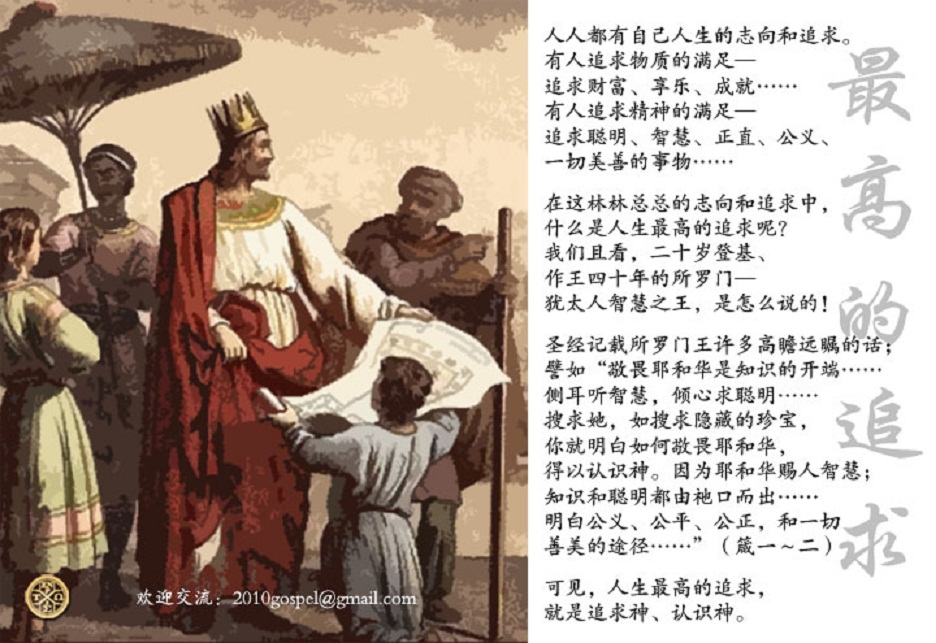 最高的追求
人人都有自己人生的志向和追求。
有人追求物质的满足—
追求财富、享乐、成就……
有人追求精神的满足—
追求聪明、智慧、正直、公义、
一切美善的事物……
在这林林总总的志向和追求中，
什么是人生最高的追求呢？
我们且看，二十岁登基、
作王四十年的所罗门—
犹太人智慧之王，是怎么说的！
圣经记载所罗门王许多高瞻远瞩的话；
譬如“敬畏耶和华是知识的开端……
侧耳听智慧，倾心求聪明……
搜求她，如搜求隐藏的珍宝，
你就明白如何敬畏耶和华，
得以认识神。因为耶和华赐人智慧；
知识和聪明都由祂口而出……
明白公义、公平、公正，和一切
善美的途径……”（箴一～二）
可见，人生最高的追求，
就是追求神、认识神。
欢迎交流：2010gospel@gmail.com